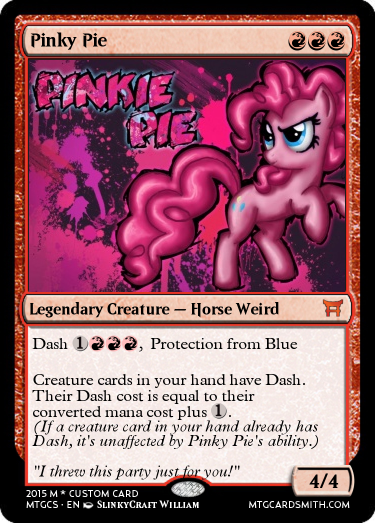 Pinky Pie
PINKIE
PIE
Legendary Creature — Horse Weird
Dash 1, Protection from Blue
Creature cards in your hand have Dash.
Their Dash cost is equal to their
converted mana cost plus 1.
(If a creature card in your hand already has
Dash, it's unaffected by Pinky Pie's ability.)
"I threw this party just for you!"
4/4
2015 M * CUSTOM CARD
MTGCS - EN SLINKYCRAFT WILLIAM
MTGCARDSMITH.COM